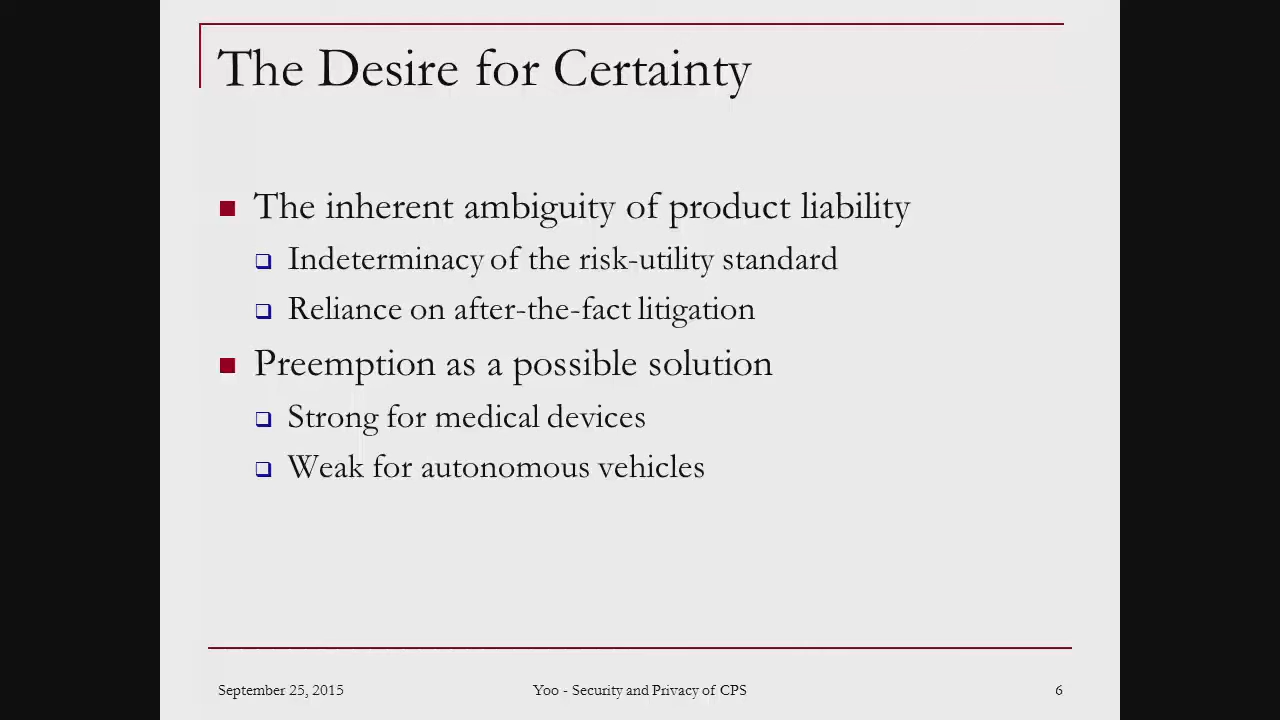 The Desire for Certainty
The inherent ambiguity of product liability
Indeterminacy of the risk-utility standard
Reliance on after-the-fact litigation
Preemption as a possible solution
Strong for medical devices
Weak for autonomous vehicles
September 25, 2015
Yoo - Security and Privacy of CPS
6